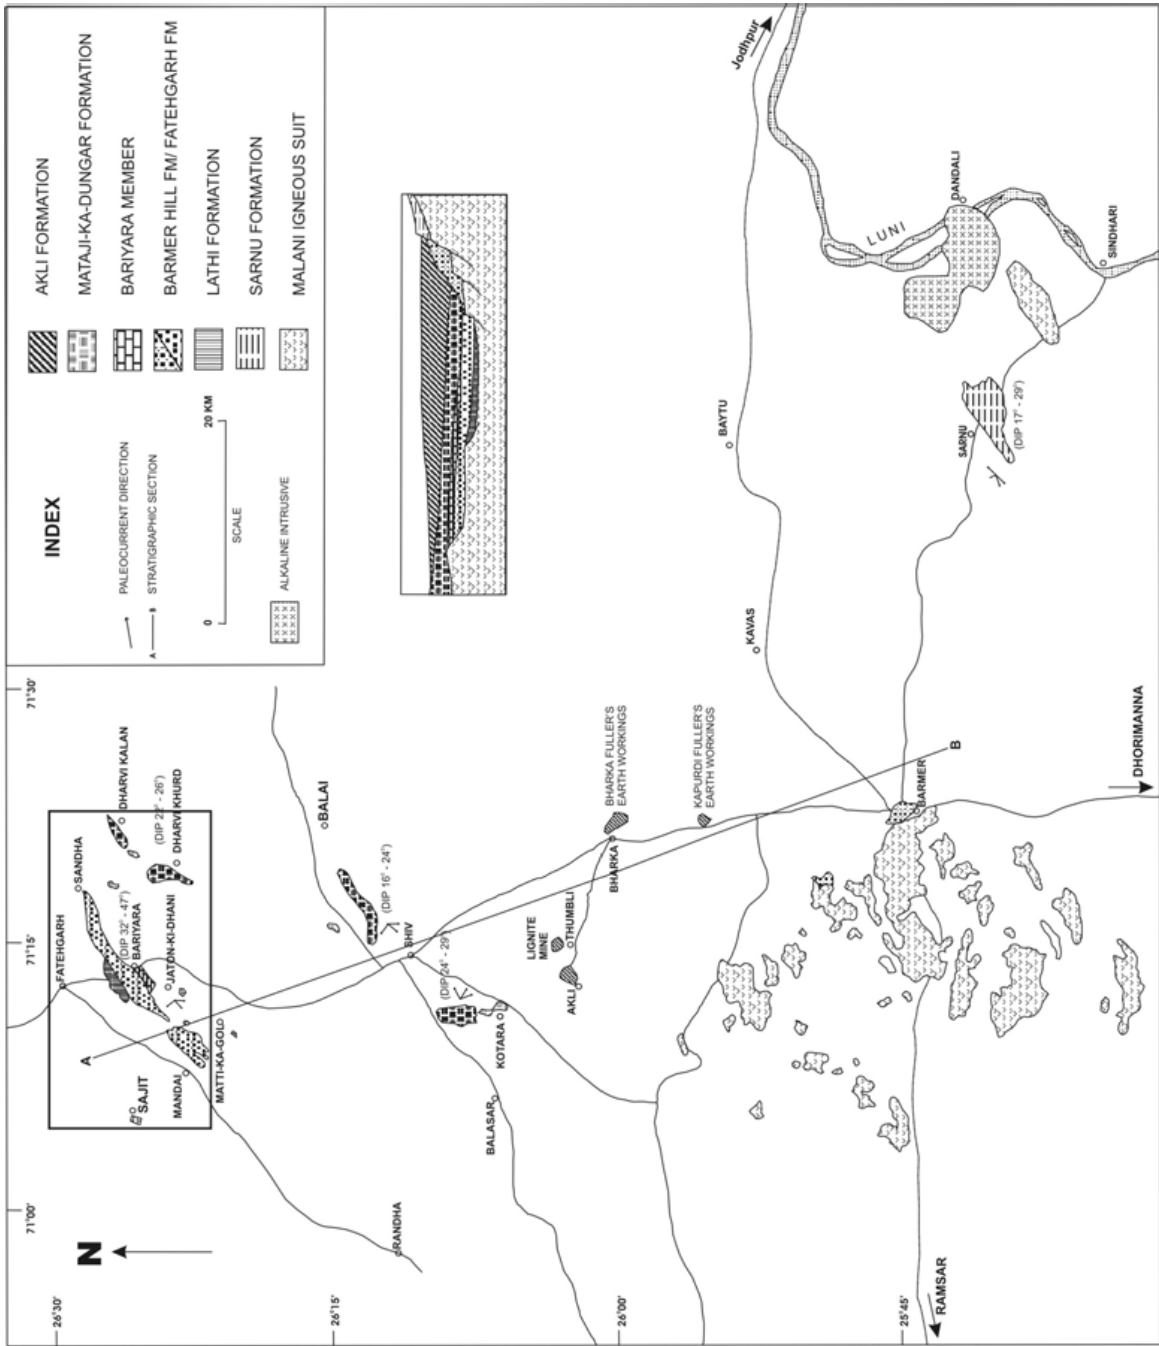 INDEX
PALEOCURRENT DIRECTION
A
B
STRATIGRAPHIC SECTION
0
20 KM
SCALE
ALKALINE INTRUSIVE
AKLI FORMATION
MATAJI-KA-DUNGAR FORMATION
BARIYARA MEMBER
BARMER HILL FM/ FATEHGARH FM
LATHI FORMATION
SARNU FORMATION
MALANI IGNEOUS SUIT
N
71°00'
71°15'
71°30'
26°30'
26°15'
26°00'
25°45'
FATEHGARH
SANDHA
DHARVI KALAN
(DIP 22° - 26°)
DHARVI KHURD
(DIP 32° - 47°)
BARIYARA
JATON-KI-DHANI
A
SAJIT
MANDAI
MATTI-KA-GOL
BALAI
(DIP 16° - 24°)
SHIV
(DIP 24° - 29°)
KOTARA
BALASAR
RANDHA
LIGNITE
MINE
THUMBLI
AKLI
BHARKA
BHARKA FULLER'S
EARTH WORKINGS
KAPURDI FULLER'S
EARTH WORKINGS
B
BARMER
DHORIMANNA
RAMSAR
KAVAS
BAYTU
Jodhpur
LUNI
DANDALI
SINDHARI
SARNU
(DIP 17° - 29°)